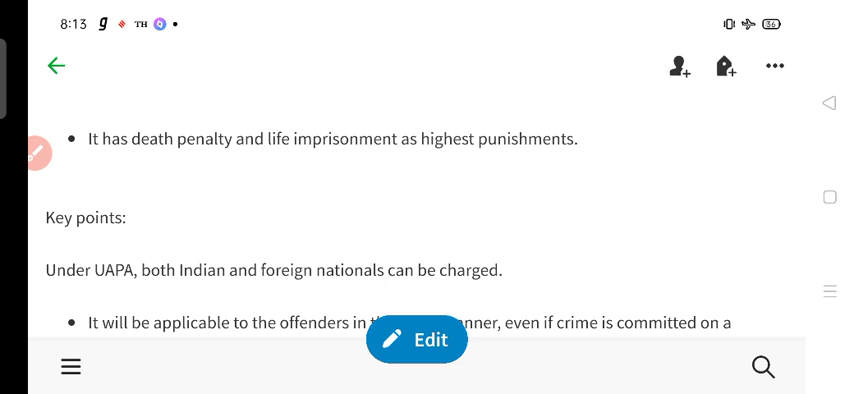 8:13 g TH 36
It has death penalty and life imprisonment as highest punishments.
Key points:
Under UAPA, both Indian and foreign nationals can be charged.
It will be applicable to the offenders in nner, even if crime is committed on a
Edit